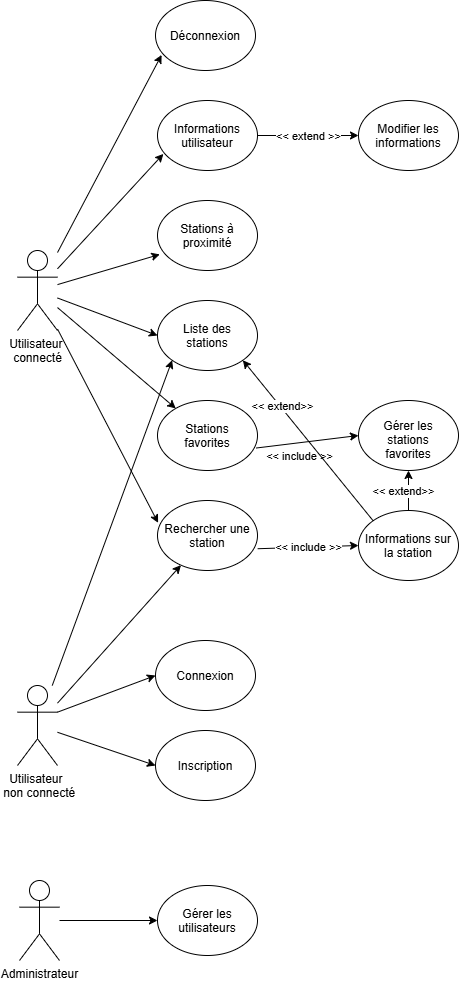 Déconnexion
Informations
utilisateur
<< extend >>
Modifier les
informations
Stations à
proximité
Utilisateur
connecté
Liste des
stations
<< extend>>
Stations
favorites
<< include >>
Gérer les
stations
favorites
<< extend>>
Rechercher une
station
<< include >>
Informations sur
la station
Connexion
Utilisateur
non connecté
Inscription
Gérer les
utilisateurs
Administrateur